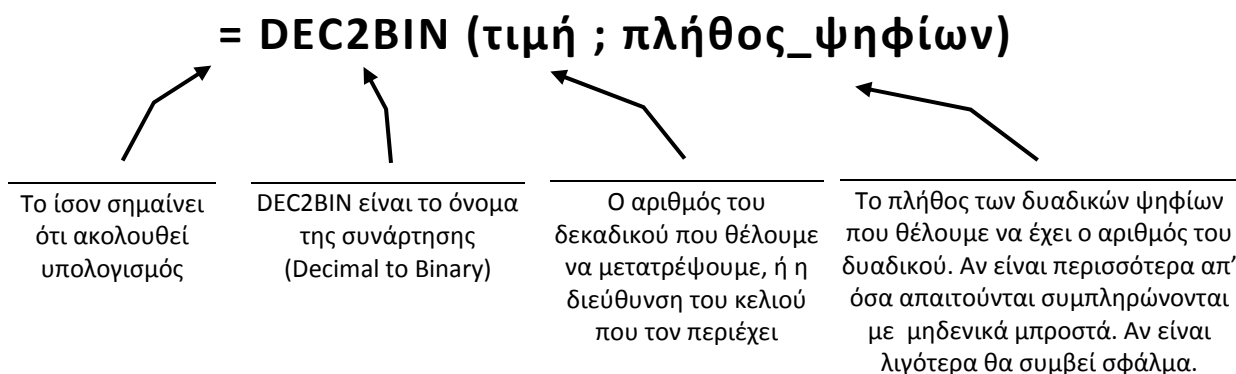 = DEC2BIN (τιμή ; πλήθος_ψηφίων)
Το ίσον σημαίνει
ότι ακολουθεί
υπολογισμός
DEC2BIN είναι το όνομα
της συνάρτησης
(Decimal to Binary)
Ο αριθμός του
δεκαδικού που θέλουμε
να μετατρέψουμε, ή η
διεύθυνση του κελιού
που τον περιέχει
Το πλήθος των δυαδικών ψηφίων
που θέλουμε να έχει ο αριθμός του
δυαδικού. Αν είναι περισσότερα απ’
όσα απαιτούνται συμπληρώνονται
με μηδενικά μπροστά. Αν είναι
λιγότερα θα συμβεί σφάλμα.